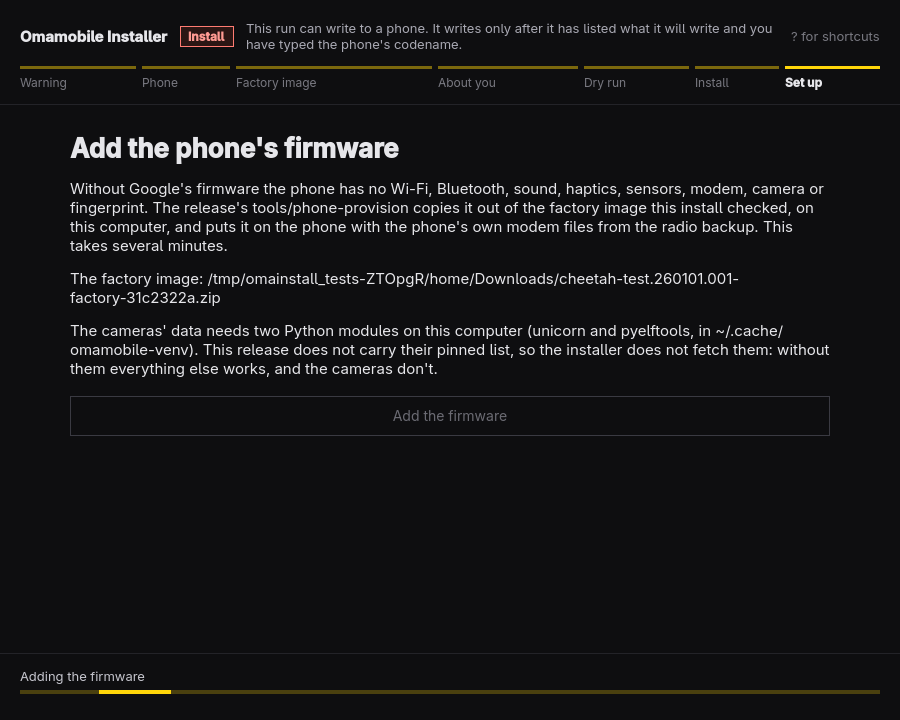 Omamobile Installer
Install
This run can write to a phone. It writes only after it has listed what it will write and you
have typed the phone's codename.
? for shortcuts
Warning
Phone
Factory image
About you
Dry run
Install
Set up
Add the phone's firmware
Without Google's firmware the phone has no Wi-Fi, Bluetooth, sound, haptics, sensors, modem, camera or
fingerprint. The release's tools/phone-provision copies it out of the factory image this install checked, on
this computer, and puts it on the phone with the phone's own modem files from the radio backup. This
takes several minutes.
The factory image: /tmp/omainstall_tests-ZTOpgR/home/Downloads/cheetah-test.260101.001-
factory-31c2322a.zip
The cameras' data needs two Python modules on this computer (unicorn and pyelftools, in ~/.cache/
omamobile-venv). This release does not carry their pinned list, so the installer does not fetch them: without
them everything else works, and the cameras don't.
Add the firmware
Adding the firmware